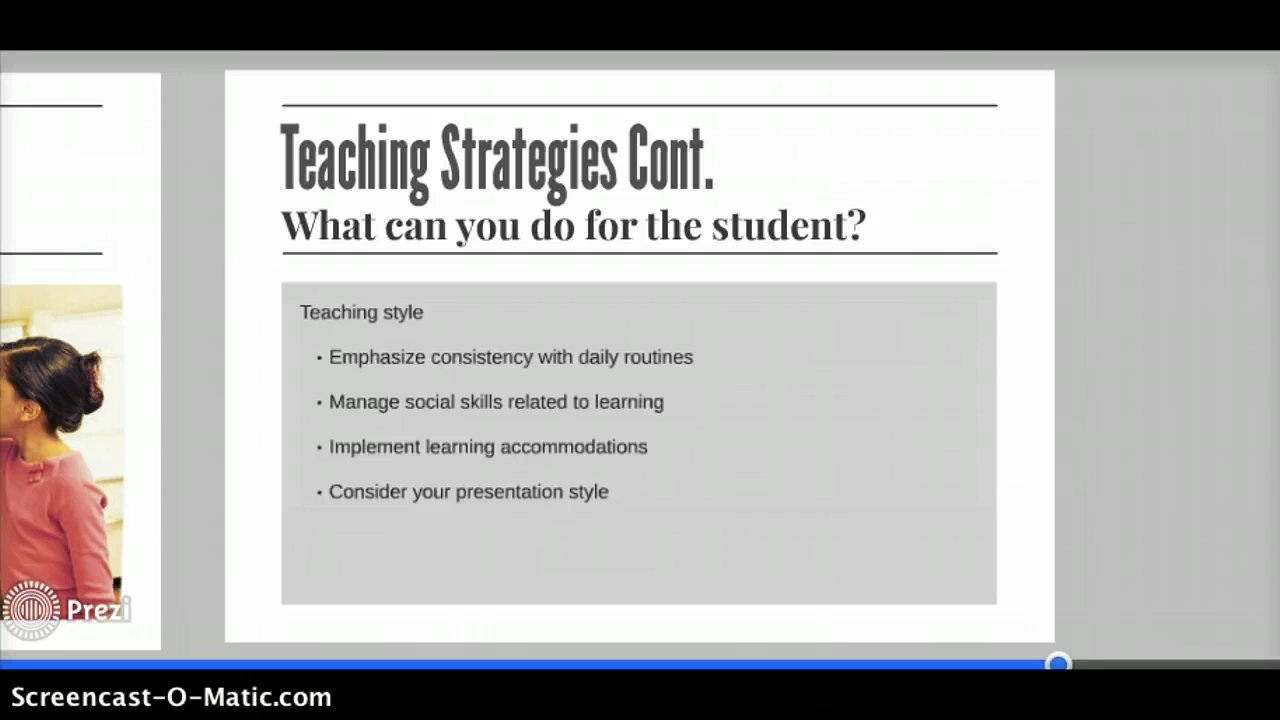 Teaching Strategies Cont.
What can you do for the student?
Teaching style
• Emphasize consistency with daily routines
• Manage social skills related to learning
• Implement learning accommodations
• Consider your presentation style
Prezi
Screencast-O-Matic.com